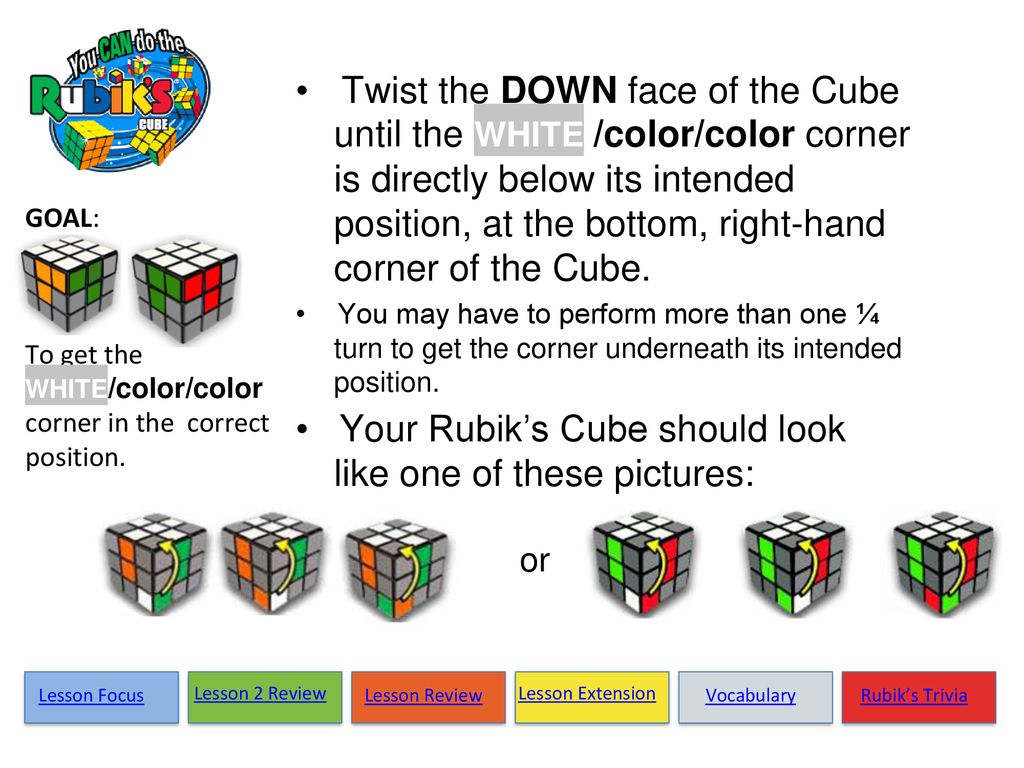 You CAN do the
Rubik's
CUBE
GOAL:
To get the
WHITE/color/color
corner in the correct
position.
• Twist the DOWN face of the Cube
until the WHITE /color/color corner
is directly below its intended
position, at the bottom, right-hand
corner of the Cube.
• You may have to perform more than one ¼
turn to get the corner underneath its intended
position.
• Your Rubik’s Cube should look
like one of these pictures:
or
Lesson Focus
Lesson 2 Review
Lesson Review
Lesson Extension
Vocabulary
Rubik’s Trivia